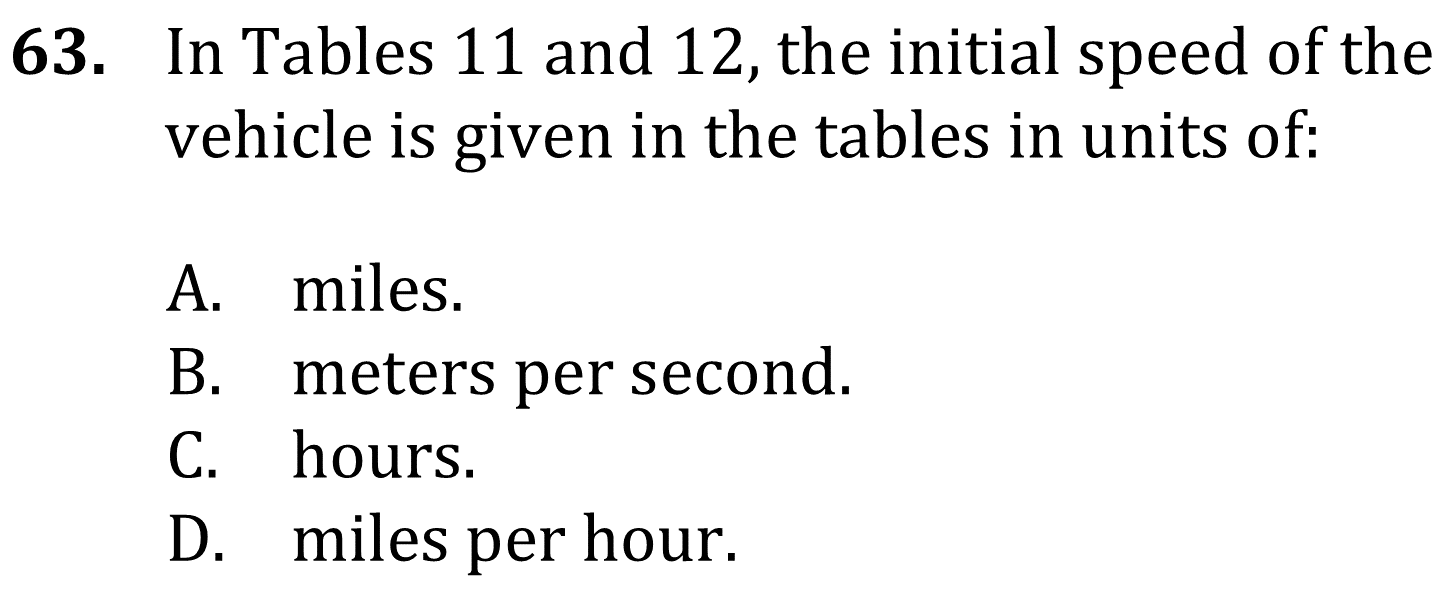 63. In Tables 11 and 12, the initial speed of the
vehicle is given in the tables in units of:
A. miles.
B. meters per second.
C. hours.
D. miles per hour.